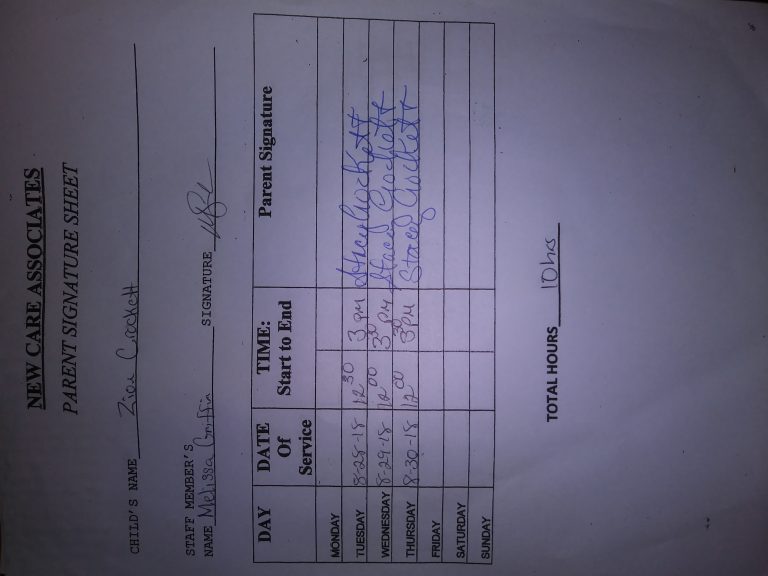 NEW CARE ASSOCIATES
PARENT SIGNATURE SHEET
CHILD'S NAME Zion Crockett
STAFF MEMBER'S
NAME Melissa Griffin SIGNATURE
DAY DATE Of Service TIME: Start to End Parent Signature
MONDAY
TUESDAY 8-28-18 12 30 3 pm Stacey Crockett
WEDNESDAY 8-29-18 12 00 3 30 PM Stacey Crockett
THURSDAY 8-30-18 12 00 3 30 PM Stacey Crockett
FRIDAY
SATURDAY
SUNDAY
TOTAL HOURS 10 hrs